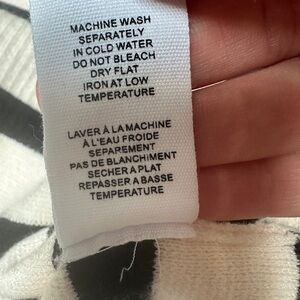 MACHINE WASH
SEPARATELY
IN COLD WATER
DO NOT BLEACH
DRY FLAT
IRON AT LOW
TEMPERATURE
LAVER À LA MACHINE
À L'EAU FROIDE
SEPAREMENT
PAS DE BLANCHIMENT
SECHER A PLAT
REPASSER A BASSE
TEMPERATURE